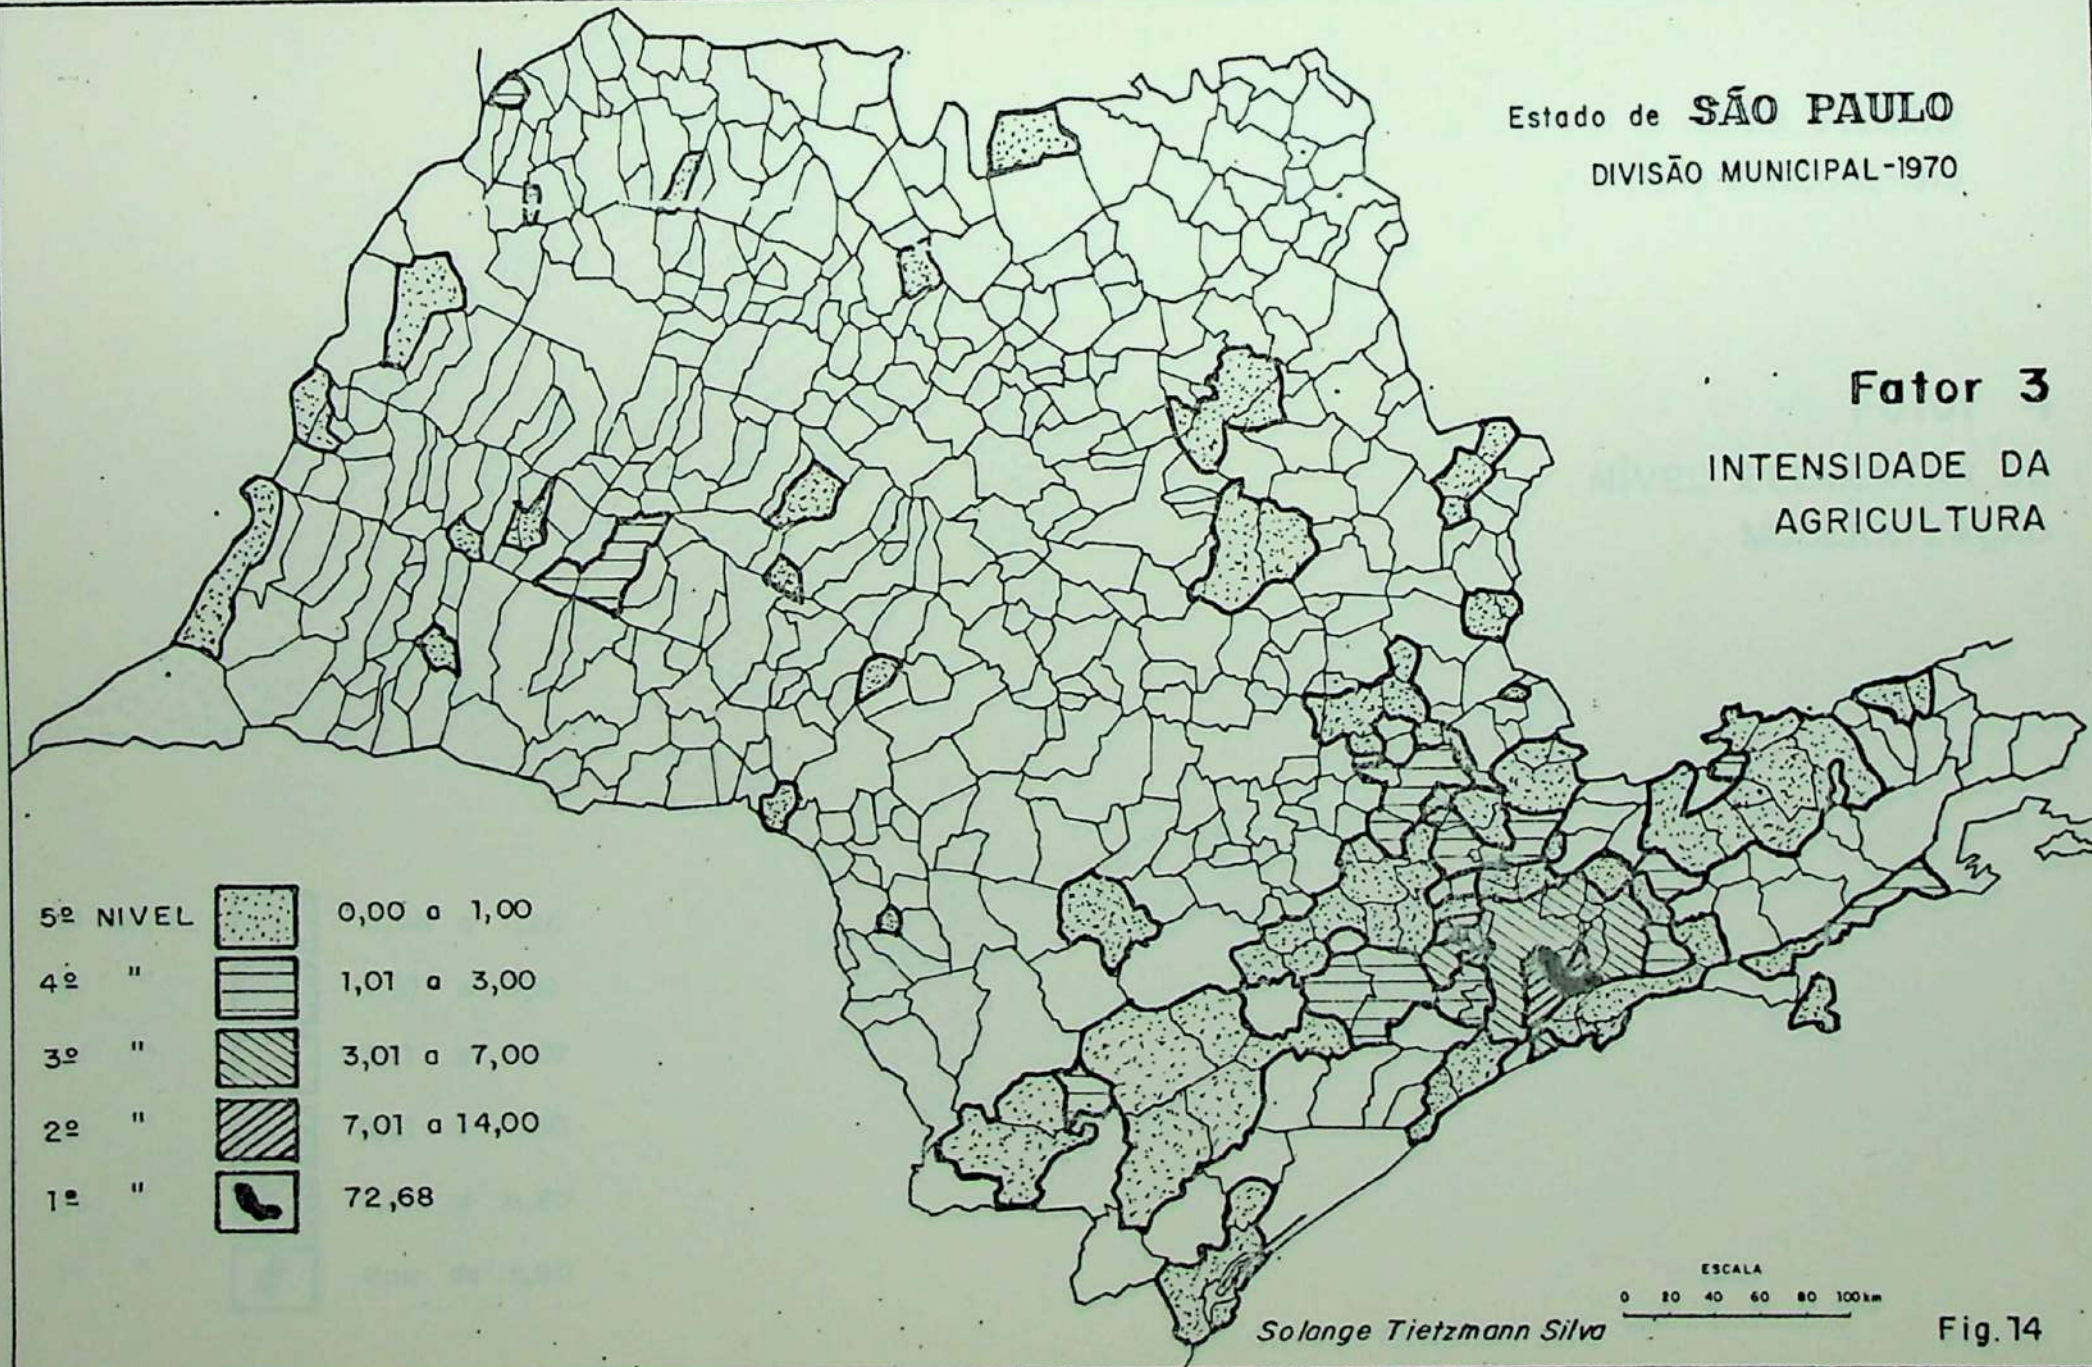 Estado de SÃO PAULO
DIVISÃO MUNICIPAL-1970
Fator 3
INTENSIDADE DA
AGRICULTURA
5º NIVEL 0,00 a 1,00
4º " 1,01 a 3,00
3º " 3,01 a 7,00
2º " 7,01 a 14,00
1º " 72,68
ESCALA
0 20 40 60 80 100km
Solange Tietzmann Silva
Fig.14